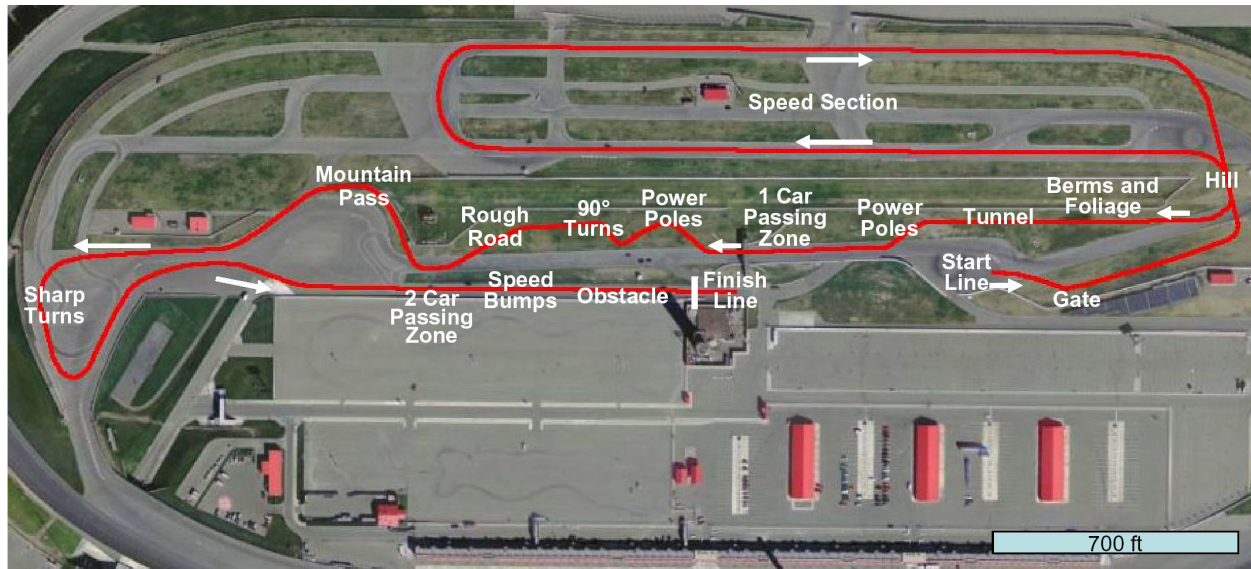 Speed Section
Mountain
Pass
Hill
Berms and
Foliage
Power
Poles
1 Car
Passing
Zone
Power
Poles
Tunnel
Rough
Road
90°
Turns
Start
Line
Gate
Sharp
Turns
Speed
Bumps
Obstacle
Finish
Line
2 Car
Passing
Zone
700 ft